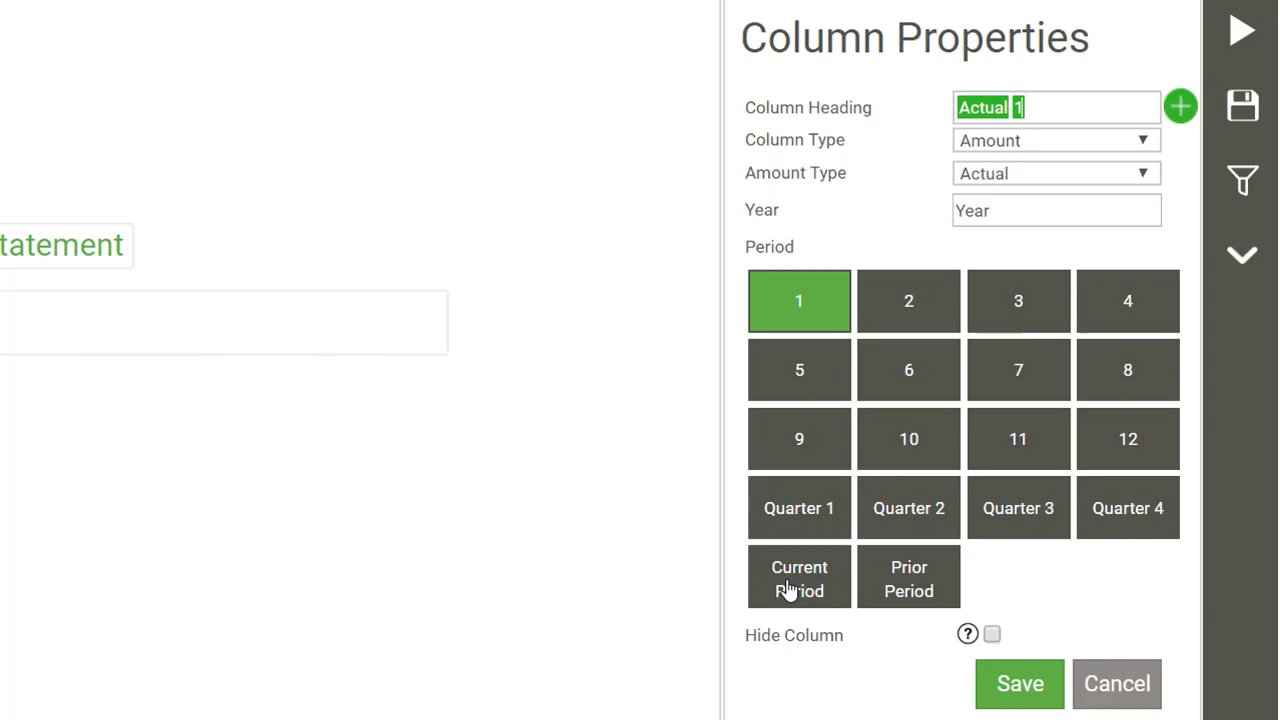 Column Properties
Column Heading
Actual 1
Column Type
Amount
Amount Type
Actual
Year
Year
Period
tatement
1
2
3
4
5
6
7
8
9
10
11
12
Quarter 1
Quarter 2
Quarter 3
Quarter 4
Current
Period
Prior
Period
Hide Column
?
Save
Cancel